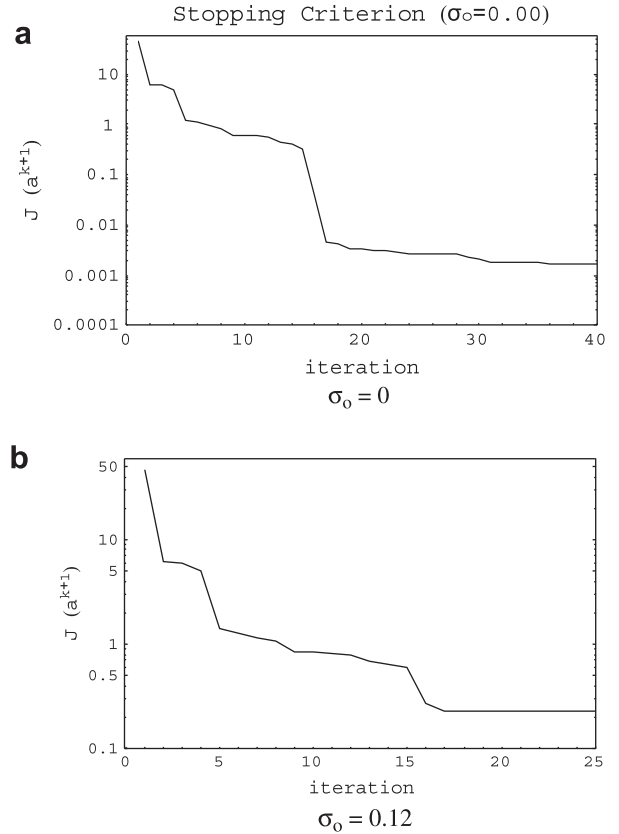 Stopping Criterion (σo=0.00)
a
10
1
0.1
0.01
0.001
0.0001
J (a^k+1)
0 10 20 30 40
iteration
σo = 0
b
50
10
5
1
0.5
0.1
J (a^k+1)
0 5 10 15 20 25
iteration
σo = 0.12